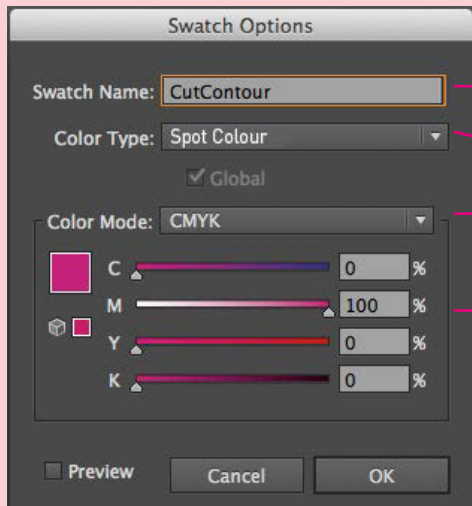 Swatch Options
Swatch Name: CutContour
Color Type: Spot Colour
Global
Color Mode: CMYK
C 0 %
M 100 %
Y 0 %
K 0 %
Preview Cancel OK